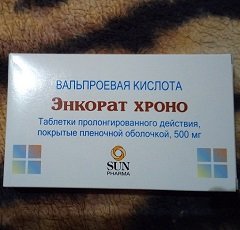 ВАЛЬПРОЕВАЯ КИСЛОТА
Энкорат хроно
Таблетки пролонгированного действия,
покрытые пленочной оболочкой, 500 мг
SUN
PHARMA